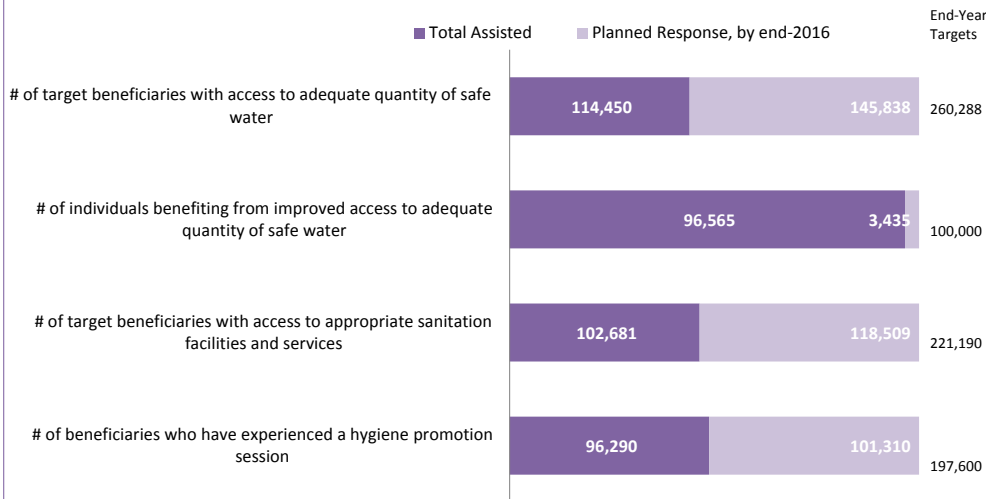 End-Year
Targets
Total Assisted
Planned Response, by end-2016
# of target beneficiaries with access to adequate quantity of safe
water
114,450
145,838
260,288
# of individuals benefiting from improved access to adequate
quantity of safe water
96,565
3,435
100,000
# of target beneficiaries with access to appropriate sanitation
facilities and services
102,681
118,509
221,190
# of beneficiaries who have experienced a hygiene promotion
session
96,290
101,310
197,600